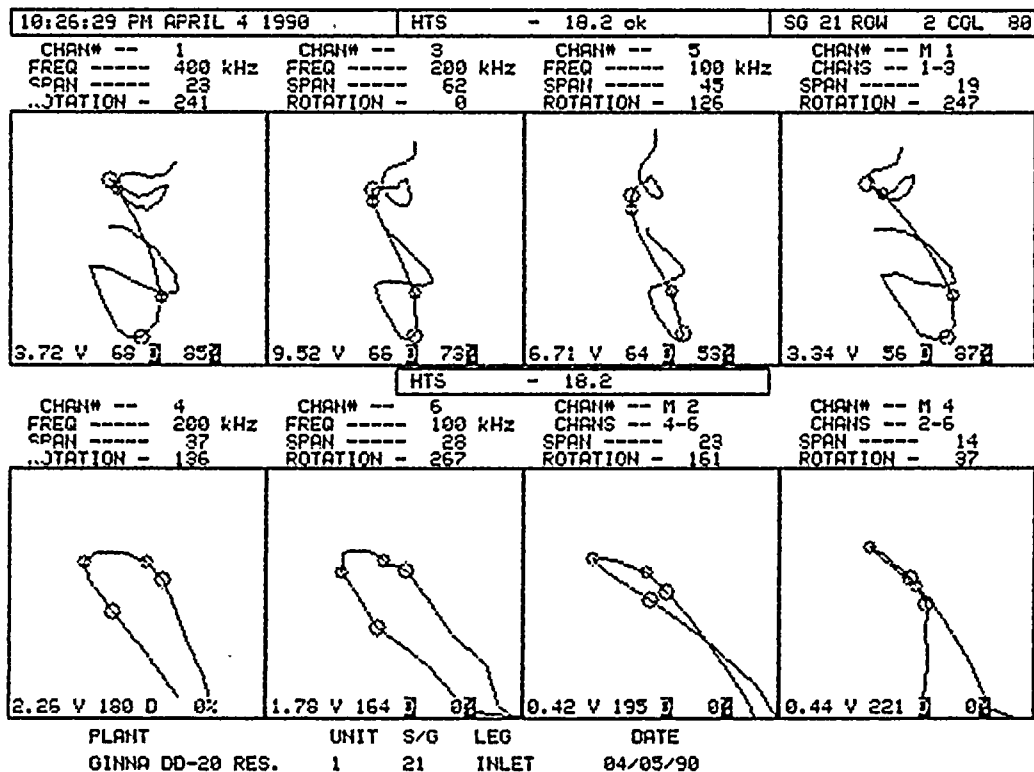 10:26:29 PM APRIL 4 1990 HTS - 18.2 ok SG 21 ROW 2 COL 80
CHAN# -- 1 CHAN# -- 3 CHAN# -- 5 CHAN# -- M 1
FREQ ----- 400 kHz FREQ ----- 200 kHz FREQ ----- 100 kHz CHANS -- 1-3
SPAN ----- 23 SPAN ----- 62 SPAN ----- 45 SPAN ----- 19
ROTATION - 241 ROTATION - 0 ROTATION - 126 ROTATION - 247
3.72 V 68 D 85% 9.52 V 66 D 73% 6.71 V 64 D 53% 3.34 V 56 D 87%
HTS - 18.2
CHAN# -- 4 CHAN# -- 6 CHAN# -- M 2 CHAN# -- M 4
FREQ ----- 200 kHz FREQ ----- 100 kHz CHANS -- 4-6 CHANS -- 2-6
SPAN ----- 37 SPAN ----- 28 SPAN ----- 23 SPAN ----- 14
ROTATION - 136 ROTATION - 267 ROTATION - 161 ROTATION - 37
2.26 V 180 D 0% 1.78 V 164 D 0% 0.42 V 195 D 0% 0.44 V 221 D 0%
PLANT UNIT S/G LEG DATE
GINNA DD-20 RES. 1 21 INLET 04/05/90